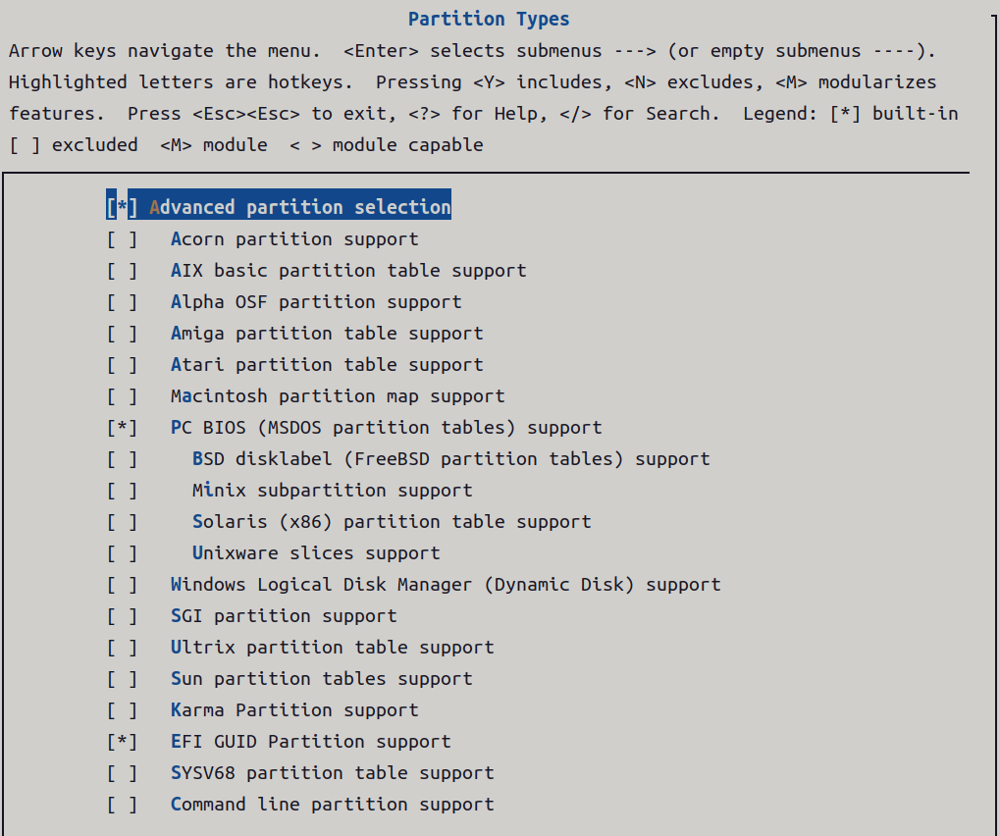 Partition Types
Arrow keys navigate the menu.  <Enter> selects submenus ---> (or empty submenus ----).
Highlighted letters are hotkeys.  Pressing <Y> includes, <N> excludes, <M> modularizes
features.  Press <Esc><Esc> to exit, <?> for Help, </> for Search.  Legend: [*] built-in
[ ] excluded  <M> module  < > module capable
[*] Advanced partition selection
[ ]   Acorn partition support
[ ]   AIX basic partition table support
[ ]   Alpha OSF partition support
[ ]   Amiga partition table support
[ ]   Atari partition table support
[ ]   Macintosh partition map support
[*]   PC BIOS (MSDOS partition tables) support
[ ]     BSD disklabel (FreeBSD partition tables) support
[ ]     Minix subpartition support
[ ]     Solaris (x86) partition table support
[ ]     Unixware slices support
[ ]   Windows Logical Disk Manager (Dynamic Disk) support
[ ]   SGI partition support
[ ]   Ultrix partition table support
[ ]   Sun partition tables support
[ ]   Karma Partition support
[*]   EFI GUID Partition support
[ ]   SYSV68 partition table support
[ ]   Command line partition support